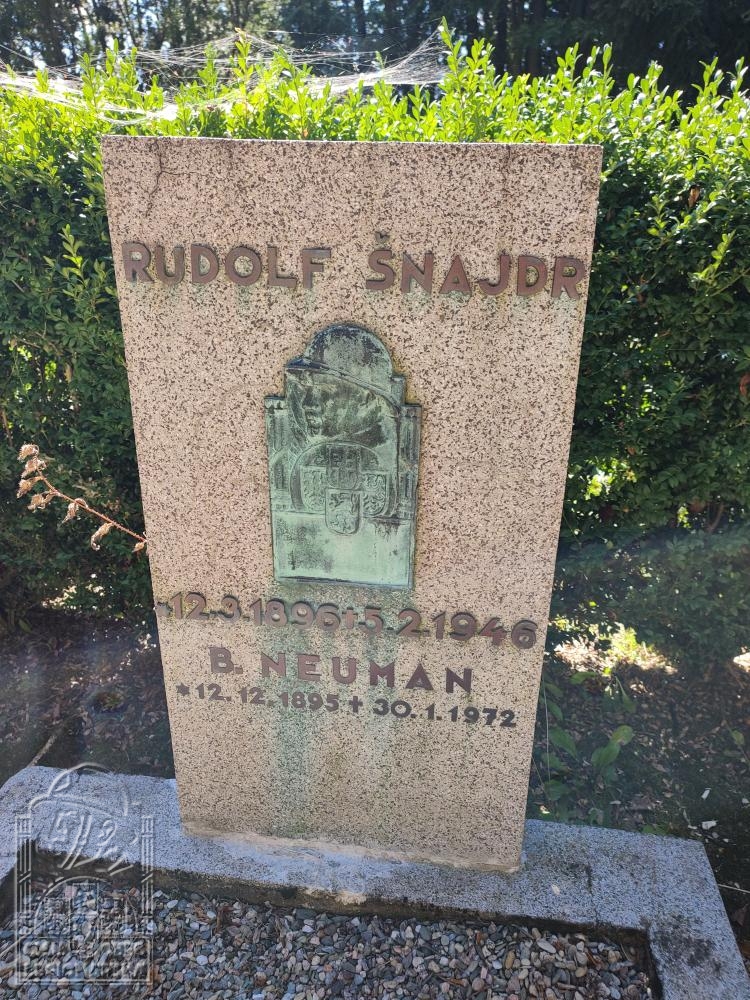 RUDOLF ŠNAJDR
*12.3.1896†5.2.1946
B. NEUMAN
*12.12.1895 + 30.1.1972